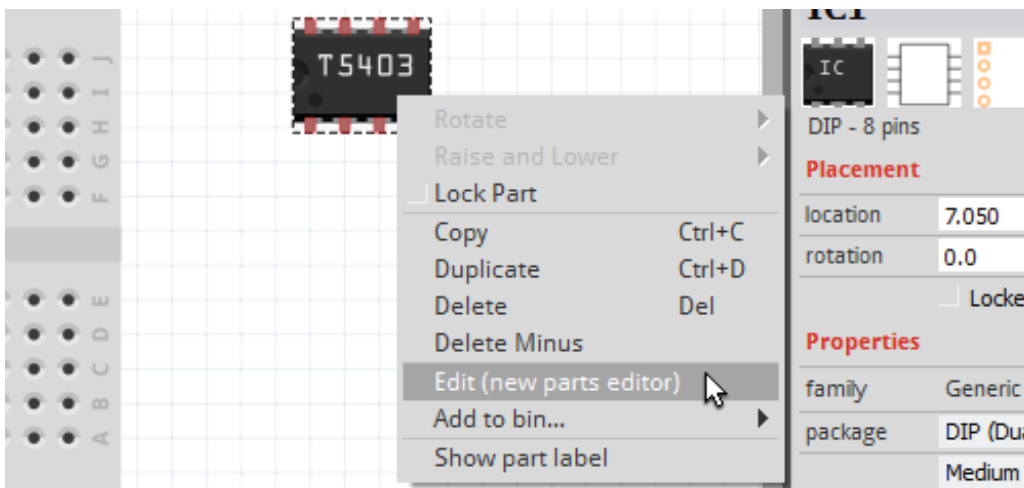 J
I
H
G
F
E
D
C
B
A
T5403
Rotate
Raise and Lower
Lock Part
Copy Ctrl+C
Duplicate Ctrl+D
Delete Del
Delete Minus
Edit (new parts editor)
Add to bin...
Show part label
IC1
IC
DIP - 8 pins
Placement
location 7.050
rotation 0.0
Locke
Properties
family Generic
package DIP (Dua
Medium